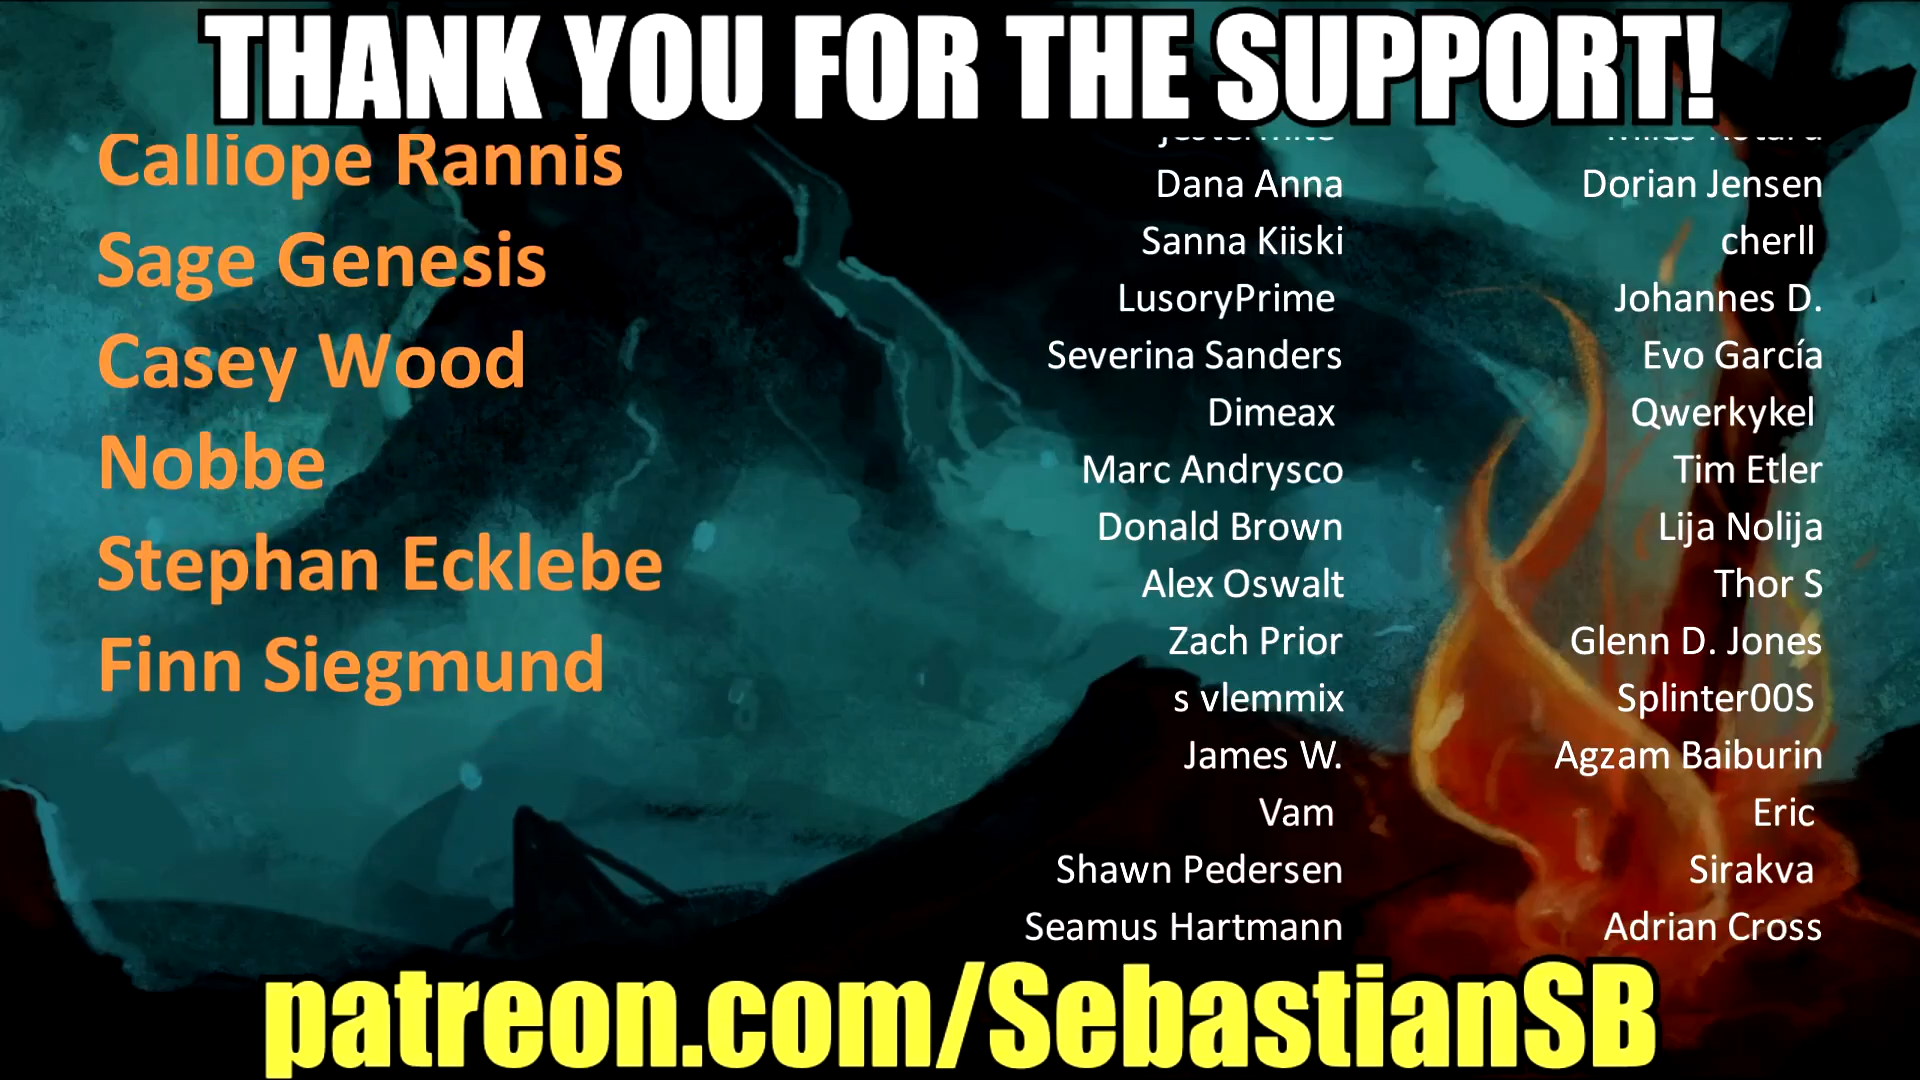 THANK YOU FOR THE SUPPORT!
Calliope Rannis
Sage Genesis
Casey Wood
Nobbe
Stephan Ecklebe
Finn Siegmund
Dana Anna
Sanna Kiiski
LusoryPrime
Severina Sanders
Dimeax
Marc Andrysco
Donald Brown
Alex Oswalt
Zach Prior
s vlemmix
James W.
Vam
Shawn Pedersen
Seamus Hartmann
Dorian Jensen
cherll
Johannes D.
Evo García
Qwerkykel
Tim Etler
Lija Nolija
Thor S
Glenn D. Jones
Splinter00S
Agzam Baiburin
Eric
Sirakva
Adrian Cross
patreon.com/SebastianSB